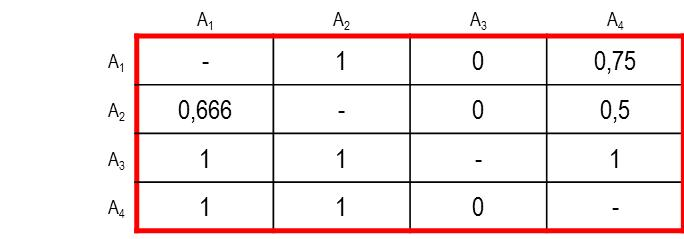 A₁ A₂ A₃ A₄
A₁ - 1 0 0,75
A₂ 0,666 - 0 0,5
A₃ 1 1 - 1
A₄ 1 1 0 -